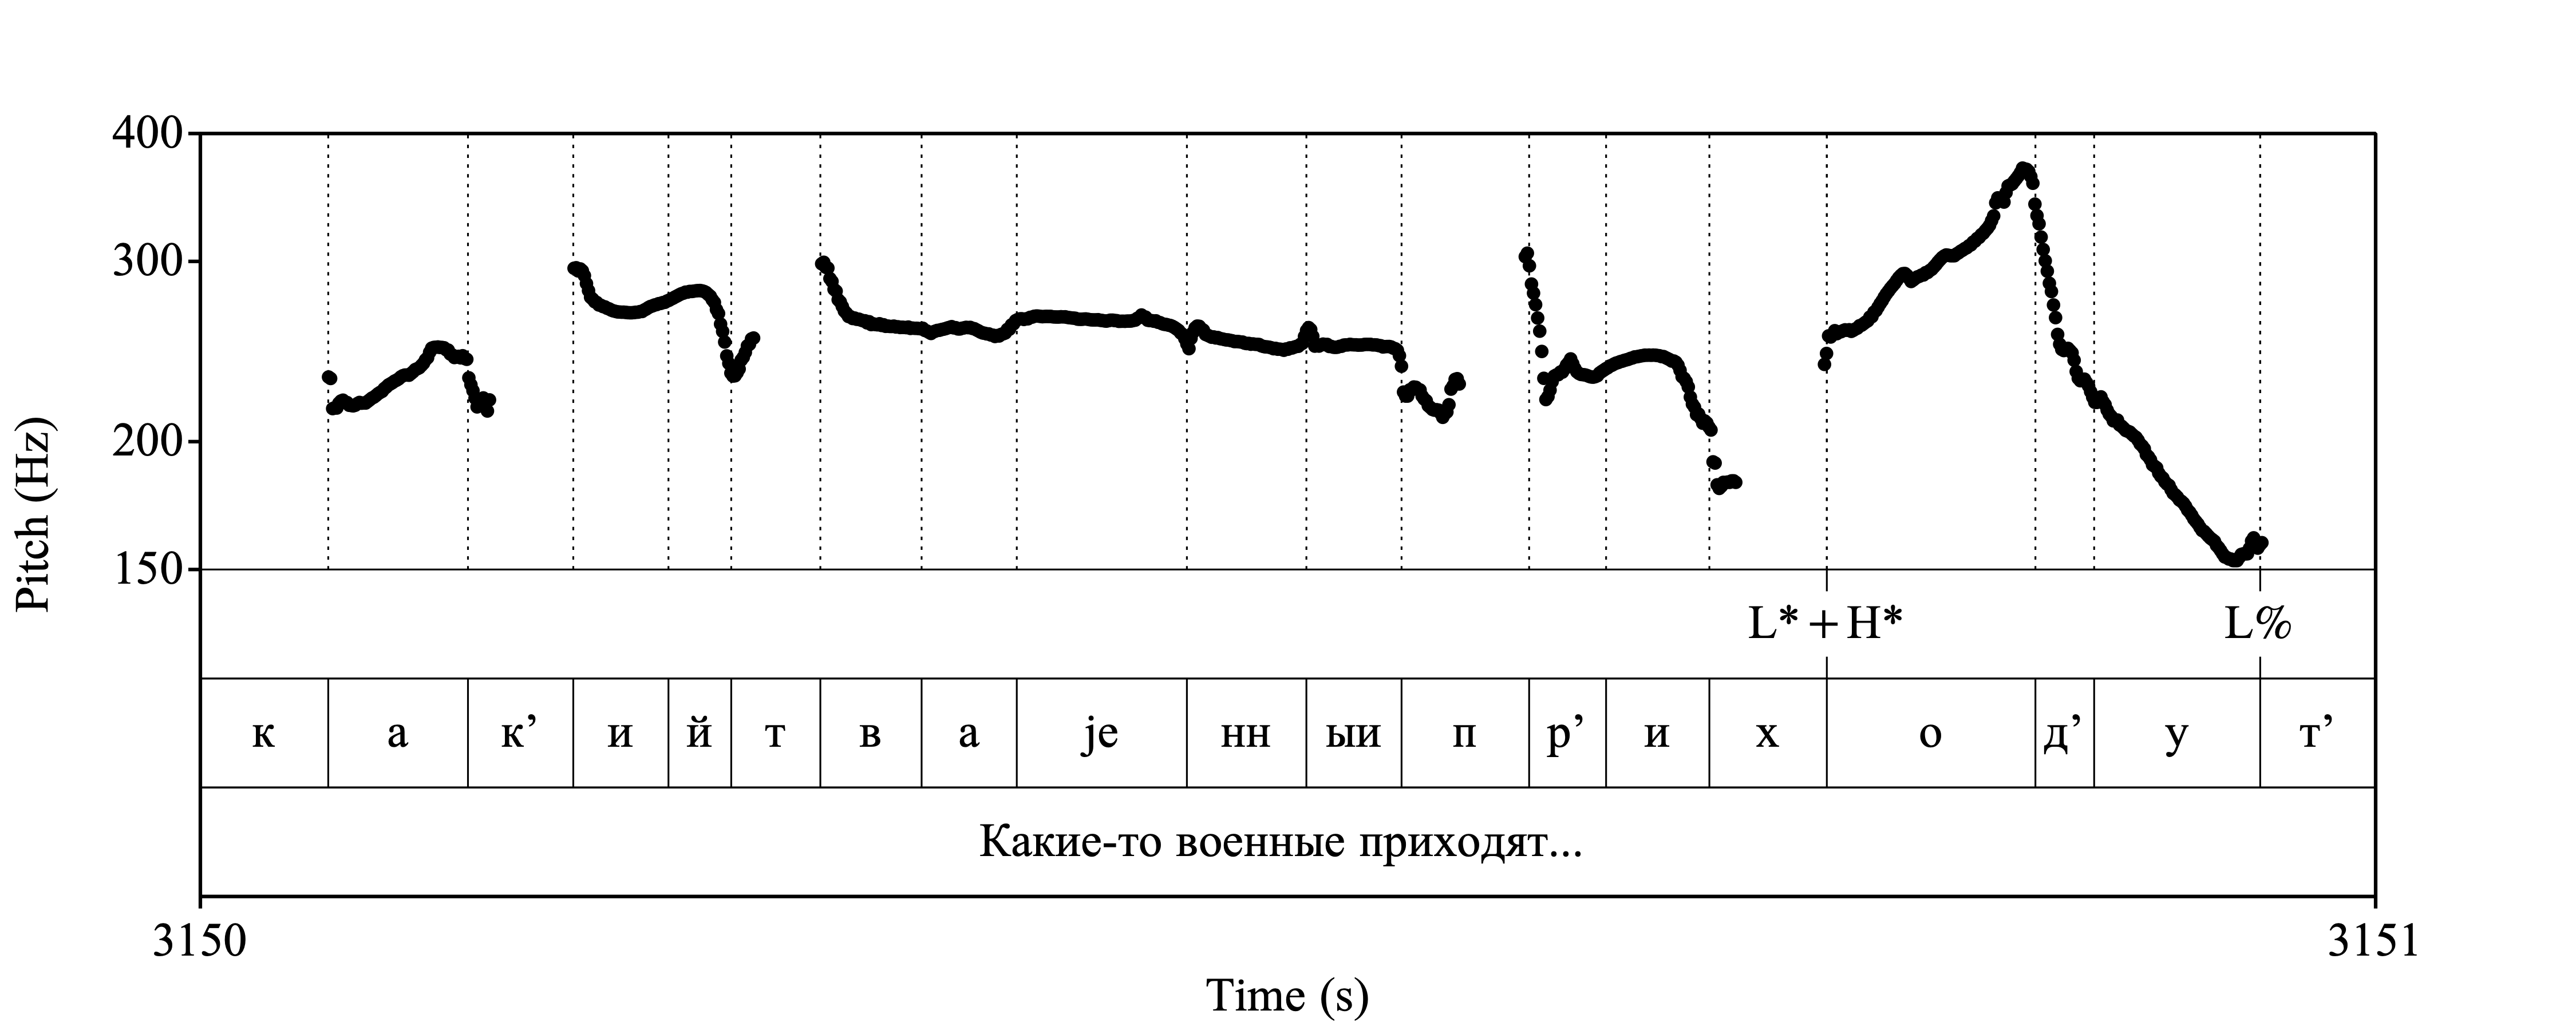 400
300
200
150
Pitch (Hz)
L*+H* L%
к а к’ и й т в а je нн ыи п р’ и х о д’ у т’
Какие-то военные приходят...
3150 3151
Time (s)